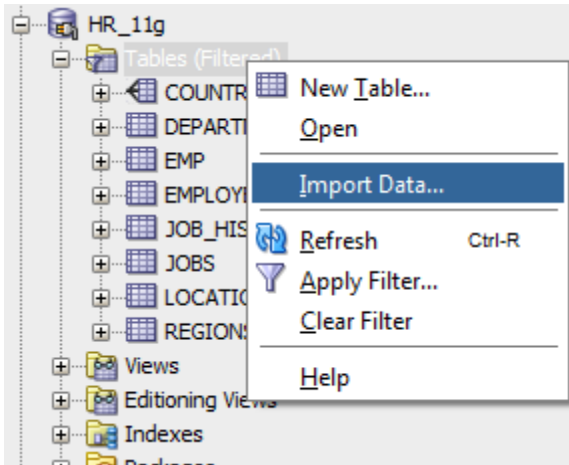 HR_11g
Tables (Filtered)
COUNTR
DEPARTI
EMP
EMPLOYI
JOB_HIS
JOBS
LOCATIO
REGIONS
Views
Editioning Views
Indexes
Packages
New Table...
Open
Import Data...
Refresh Ctrl-R
Apply Filter...
Clear Filter
Help